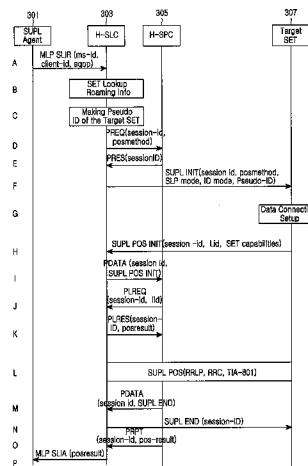 301
303
305
307
SUPL
Agent
H-SLC
H-SPC
Target
SET
A
MLP SLIR (ms-id,
client-id, eqop)
B
SET Lookup
Roaming Info
C
Making Pseudo
ID of the Target SET
PREQ(session-id,
posmethod)
D
PRES(sessionID)
E
SUPL INIT(session id, posmethod,
SLP mode, ID mode, Pseudo-ID)
F
G
Data Connection
Setup
SUPL POS INIT(session -id, Lid, SET capabilities)
H
PDATA (session id,
SUPL POS INIT)
I
PLREQ
(session-id, lid)
J
PLRES(session-
ID, posresult)
K
L
SUPL POS(RRLP, RRC, TIA-801)
PDATA
(session id, SUPL END)
M
SUPL END (session-ID)
N
PRPT
(session-id, pos-result)
O
MLP SLIA (posresult)
P